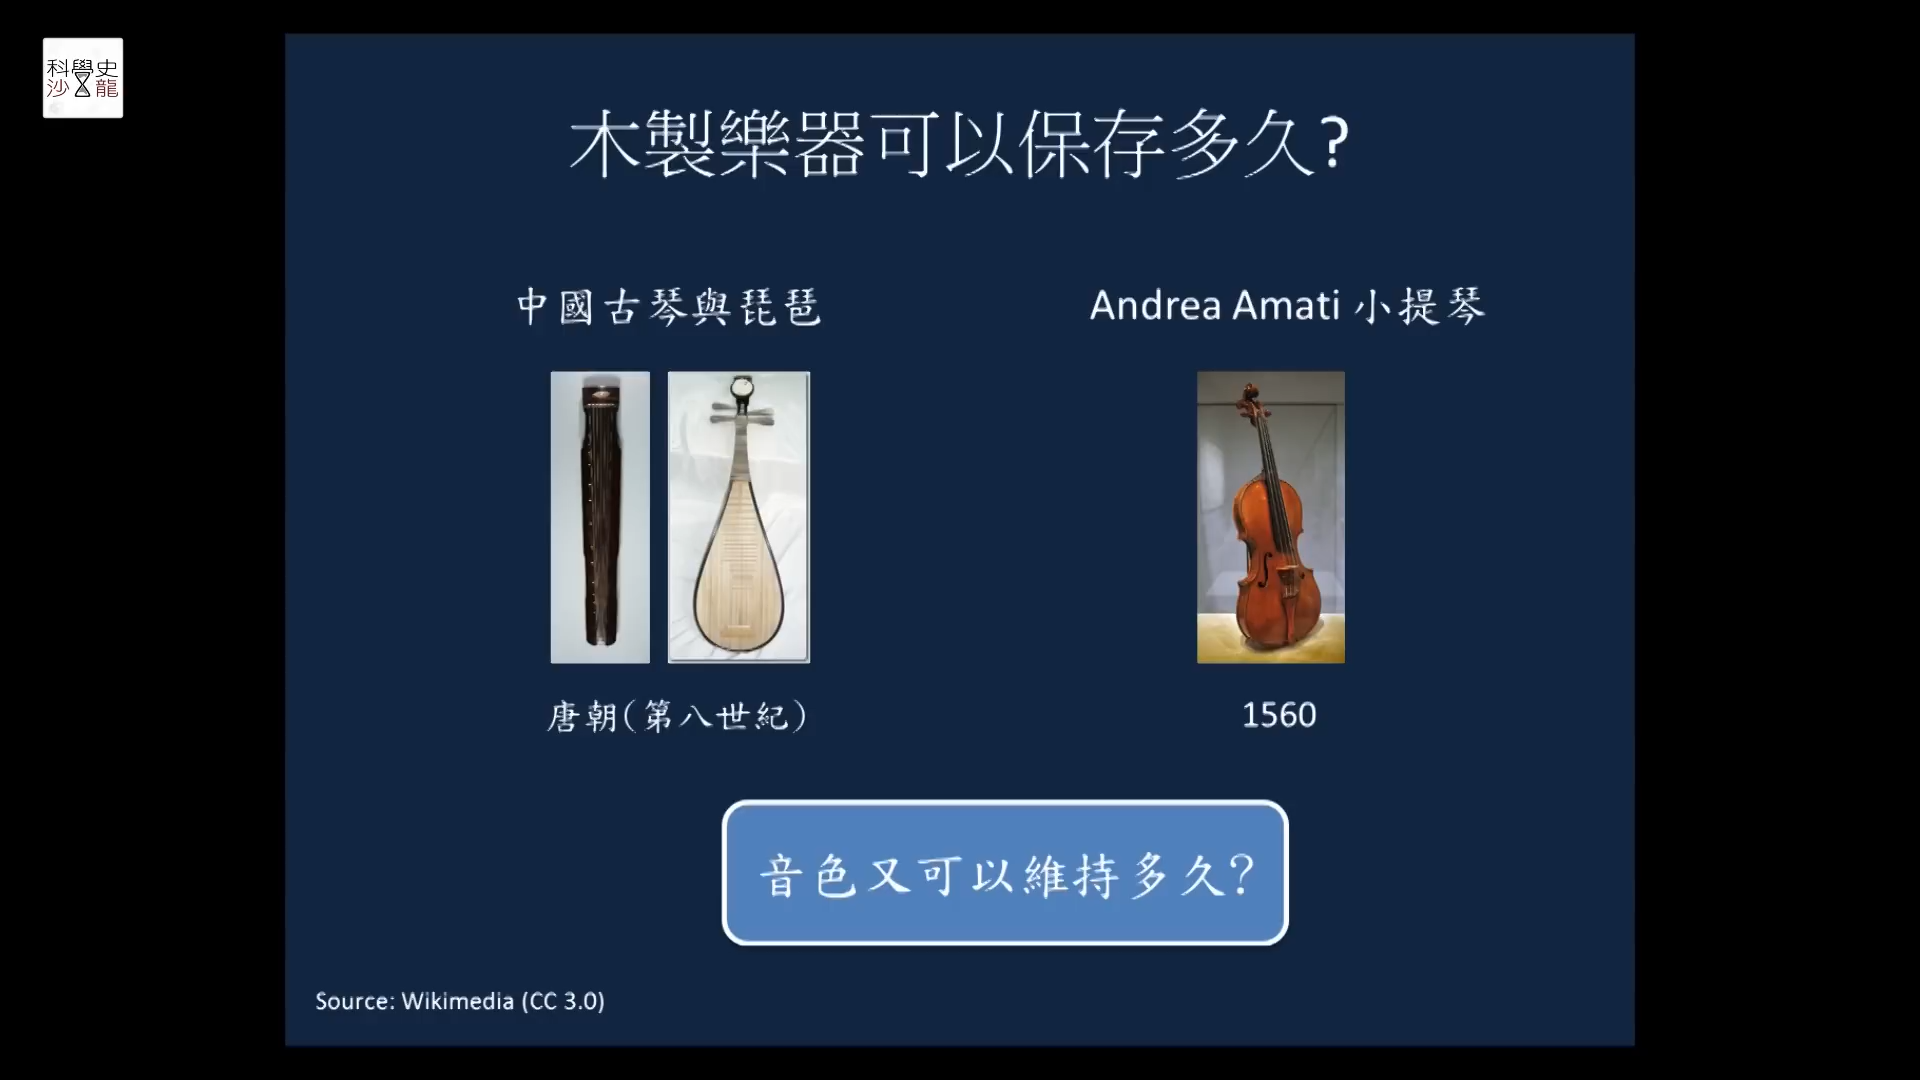 科學史
沙龍
木製樂器可以保存多久?
中國古琴與琵琶
Andrea Amati 小提琴
唐朝(第八世紀)
1560
音色又可以維持多久?
Source: Wikimedia (CC 3.0)